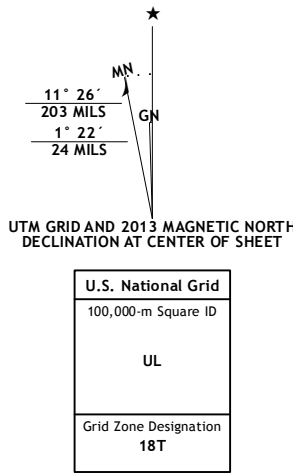 ★
MN
11° 26´
203 MILS
GN
1° 22´
24 MILS
UTM GRID AND 2013 MAGNETIC NORTH
DECLINATION AT CENTER OF SHEET
U.S. National Grid
100,000-m Square ID
UL
Grid Zone Designation
18T